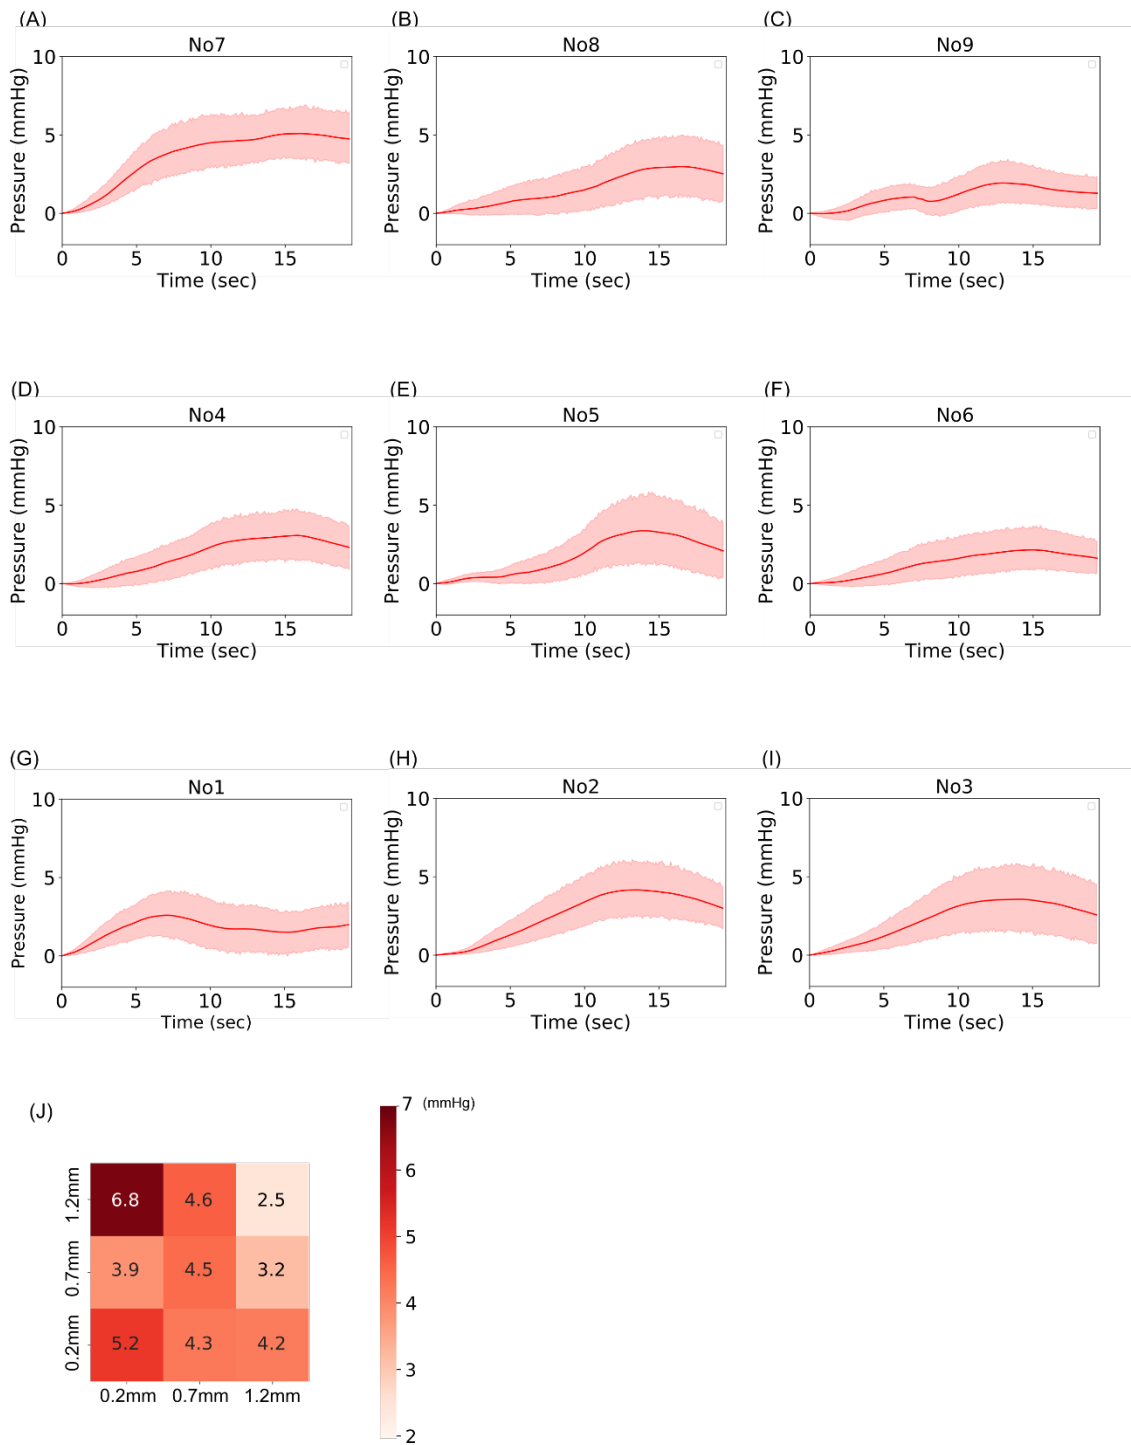 (A)
No7
10
5
0
Pressure (mmHg)
0 5 10 15
Time (sec)
(B)
No8
10
5
0
Pressure (mmHg)
0 5 10 15
Time (sec)
(C)
No9
10
5
0
Pressure (mmHg)
0 5 10 15
Time (sec)
(D)
No4
10
5
0
Pressure (mmHg)
0 5 10 15
Time (sec)
(E)
No5
10
5
0
Pressure (mmHg)
0 5 10 15
Time (sec)
(F)
No6
10
5
0
Pressure (mmHg)
0 5 10 15
Time (sec)
(G)
No1
10
5
0
Pressure (mmHg)
0 5 10 15
Time (sec)
(H)
No2
10
5
0
Pressure (mmHg)
0 5 10 15
Time (sec)
(I)
No3
10
5
0
Pressure (mmHg)
0 5 10 15
Time (sec)
(J)
1.2mm 6.8 4.6 2.5
0.7mm 3.9 4.5 3.2
0.2mm 5.2 4.3 4.2
0.2mm 0.7mm 1.2mm
7 (mmHg)
6
5
4
3
2